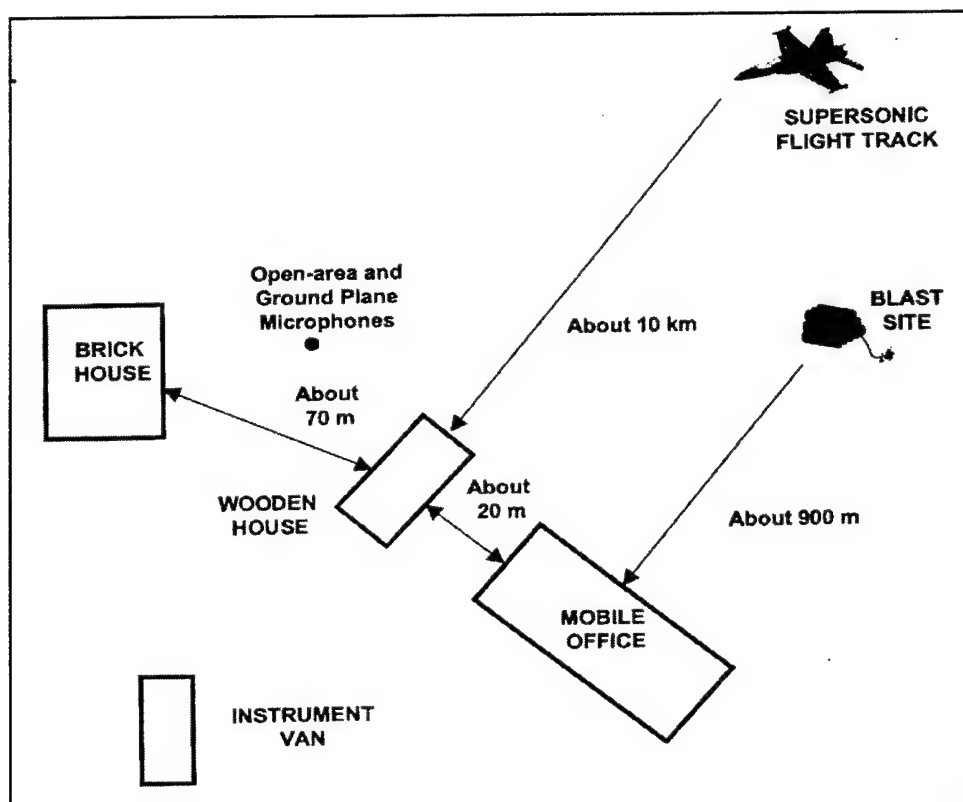 SUPERSONIC
FLIGHT TRACK
Open-area and
Ground Plane
Microphones
About 10 km
BLAST
SITE
BRICK
HOUSE
About
70 m
WOODEN
HOUSE
About
20 m
About 900 m
MOBILE
OFFICE
INSTRUMENT
VAN